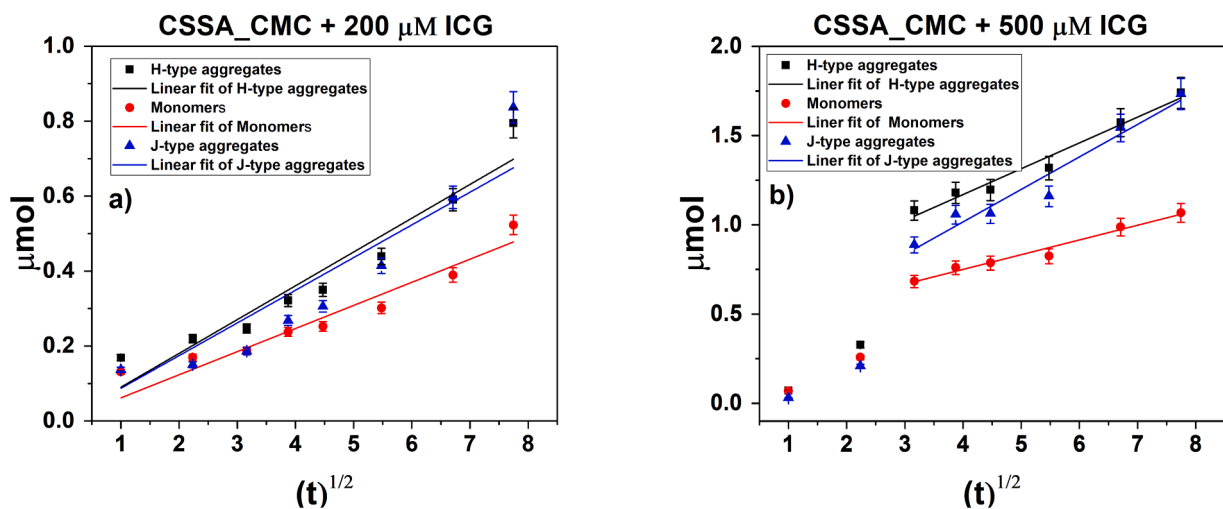 CSSA_CMC + 200 μM ICG
H-type aggregates
Linear fit of H-type aggregates
Monomers
Linear fit of Monomers
J-type aggregates
Linear fit of J-type aggregates
a)
μmol
1.0
0.8
0.6
0.4
0.2
0.0
1 2 3 4 5 6 7 8
(t)^1/2
CSSA_CMC + 500 μM ICG
H-type aggregates
Liner fit of H-type aggregates
Monomers
Liner fit of Monomers
J-type aggregates
Liner fit of J-type aggregates
b)
μmol
2.0
1.5
1.0
0.5
0.0
1 2 3 4 5 6 7 8
(t)^1/2